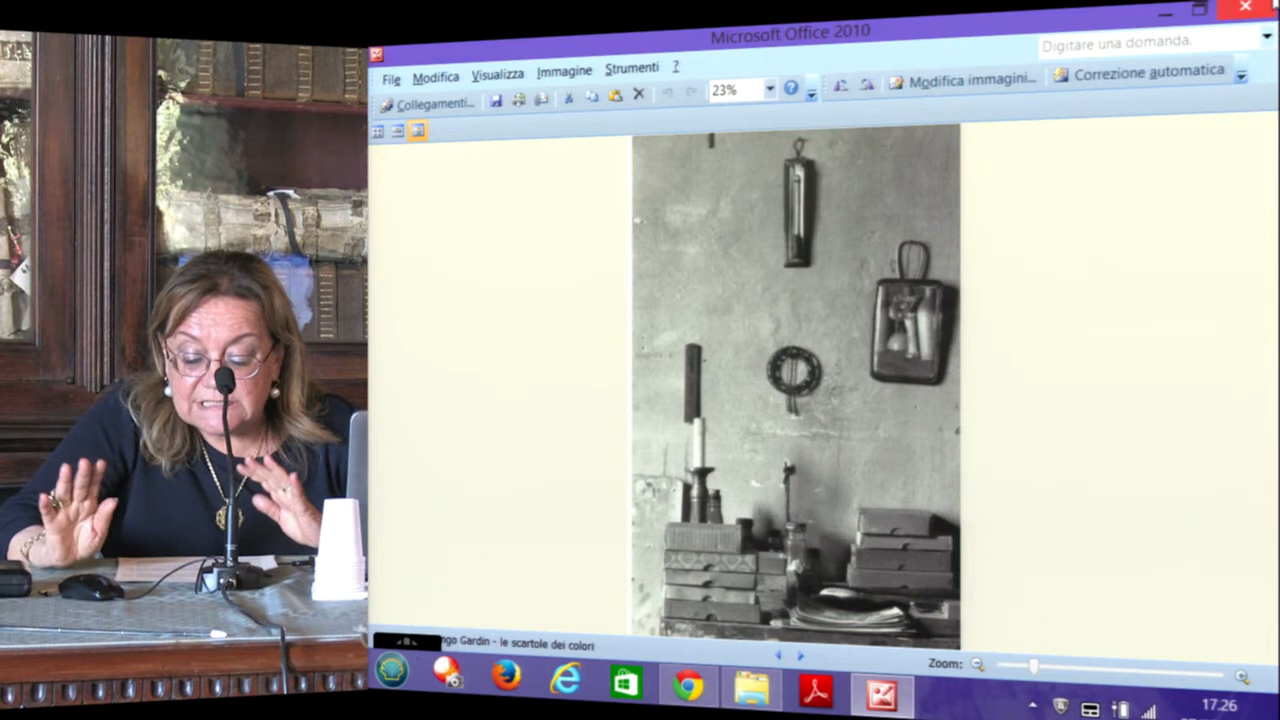 Microsoft Office 2010
Digitare una domanda.
File Modifica Visualizza Immagine Strumenti ?
Collegamenti... 23% Modifica immagini... Correzione automatica
ngo Gardin - le scartole dei colori
Zoom:
17.26